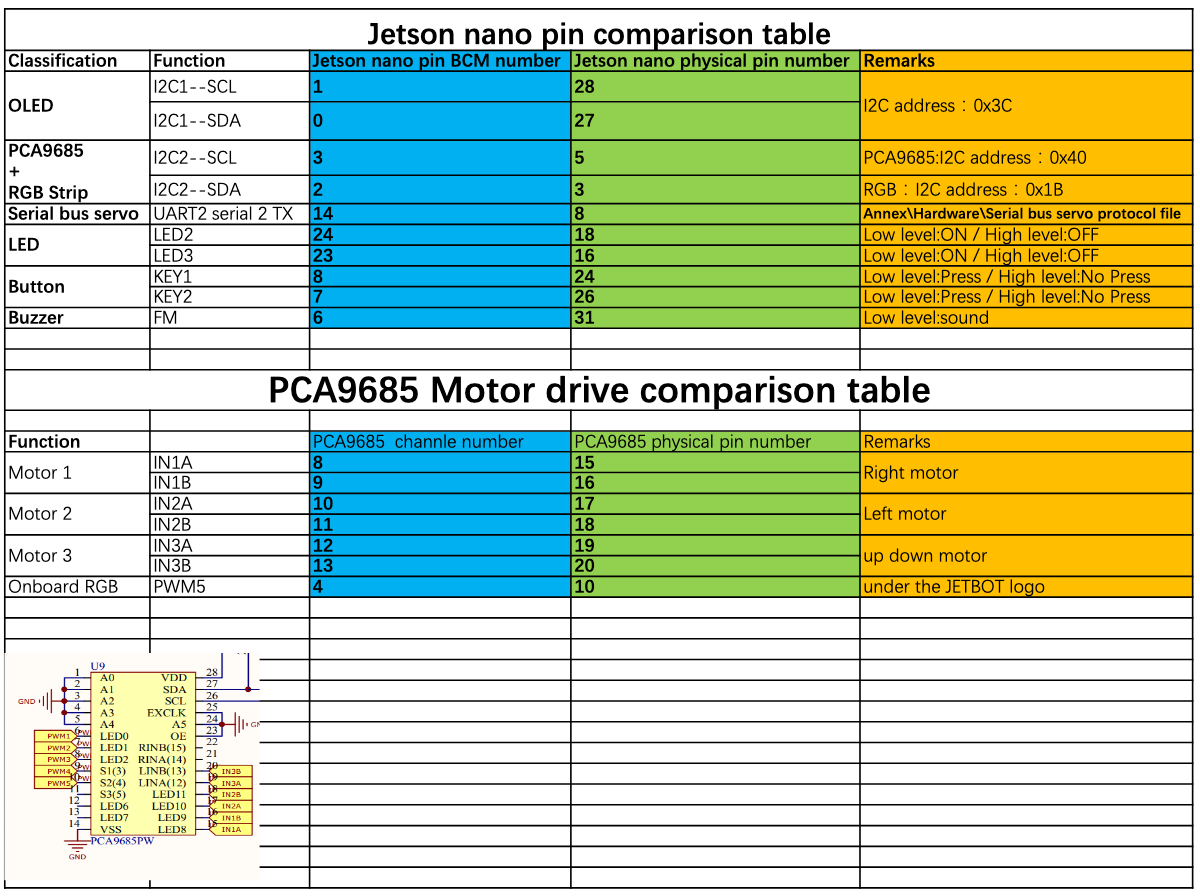 Jetson nano pin comparison table
Classification Function Jetson nano pin BCM number Jetson nano physical pin number Remarks
OLED I2C1--SCL 1 28 I2C address：0x3C
I2C1--SDA 0 27
PCA9685 + RGB Strip I2C2--SCL 3 5 PCA9685:I2C address：0x40
I2C2--SDA 2 3 RGB：I2C address：0x1B
Serial bus servo UART2 serial 2 TX 14 8 Annex\Hardware\Serial bus servo protocol file
LED LED2 24 18 Low level:ON / High level:OFF
LED3 23 16 Low level:ON / High level:OFF
Button KEY1 8 24 Low level:Press / High level:No Press
KEY2 7 26 Low level:Press / High level:No Press
Buzzer FM 6 31 Low level:sound
PCA9685 Motor drive comparison table
Function PCA9685 channle number PCA9685 physical pin number Remarks
Motor 1 IN1A 8 15 Right motor
IN1B 9 16
Motor 2 IN2A 10 17 Left motor
IN2B 11 18
Motor 3 IN3A 12 19 up down motor
IN3B 13 20
Onboard RGB PWM5 4 10 under the JETBOT logo
U9
1 A0 VDD 28
2 A1 SDA 27
GND 3 A2 SCL 26
4 A3 EXCLK 25
5 A4 A5 24
6 LED0 OE 23
PWM1 LED1 RINB(15) 22
PWM2 LED2 RINA(14) 21
PWM3 S1(3) LINB(13) 20 IN3B
PWM4 S2(4) LINA(12) 19 IN3A
PWM5 S3(5) LED11 18 IN2B
11 LED6 LED10 17 IN2A
12 LED7 LED9 16 IN1B
13 VSS LED8 15 IN1A
14
PCA9685PW
GND